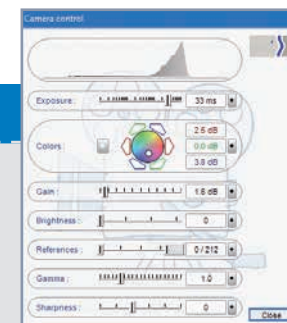 Camera control
Exposure: 33 ms
2.6 dB
Colors: 0.0 dB
3.8 dB
Gain: 1.6 dB
Brightness: 0
References: 0/212
Gamma: 1.0
Sharpness: 0
Close